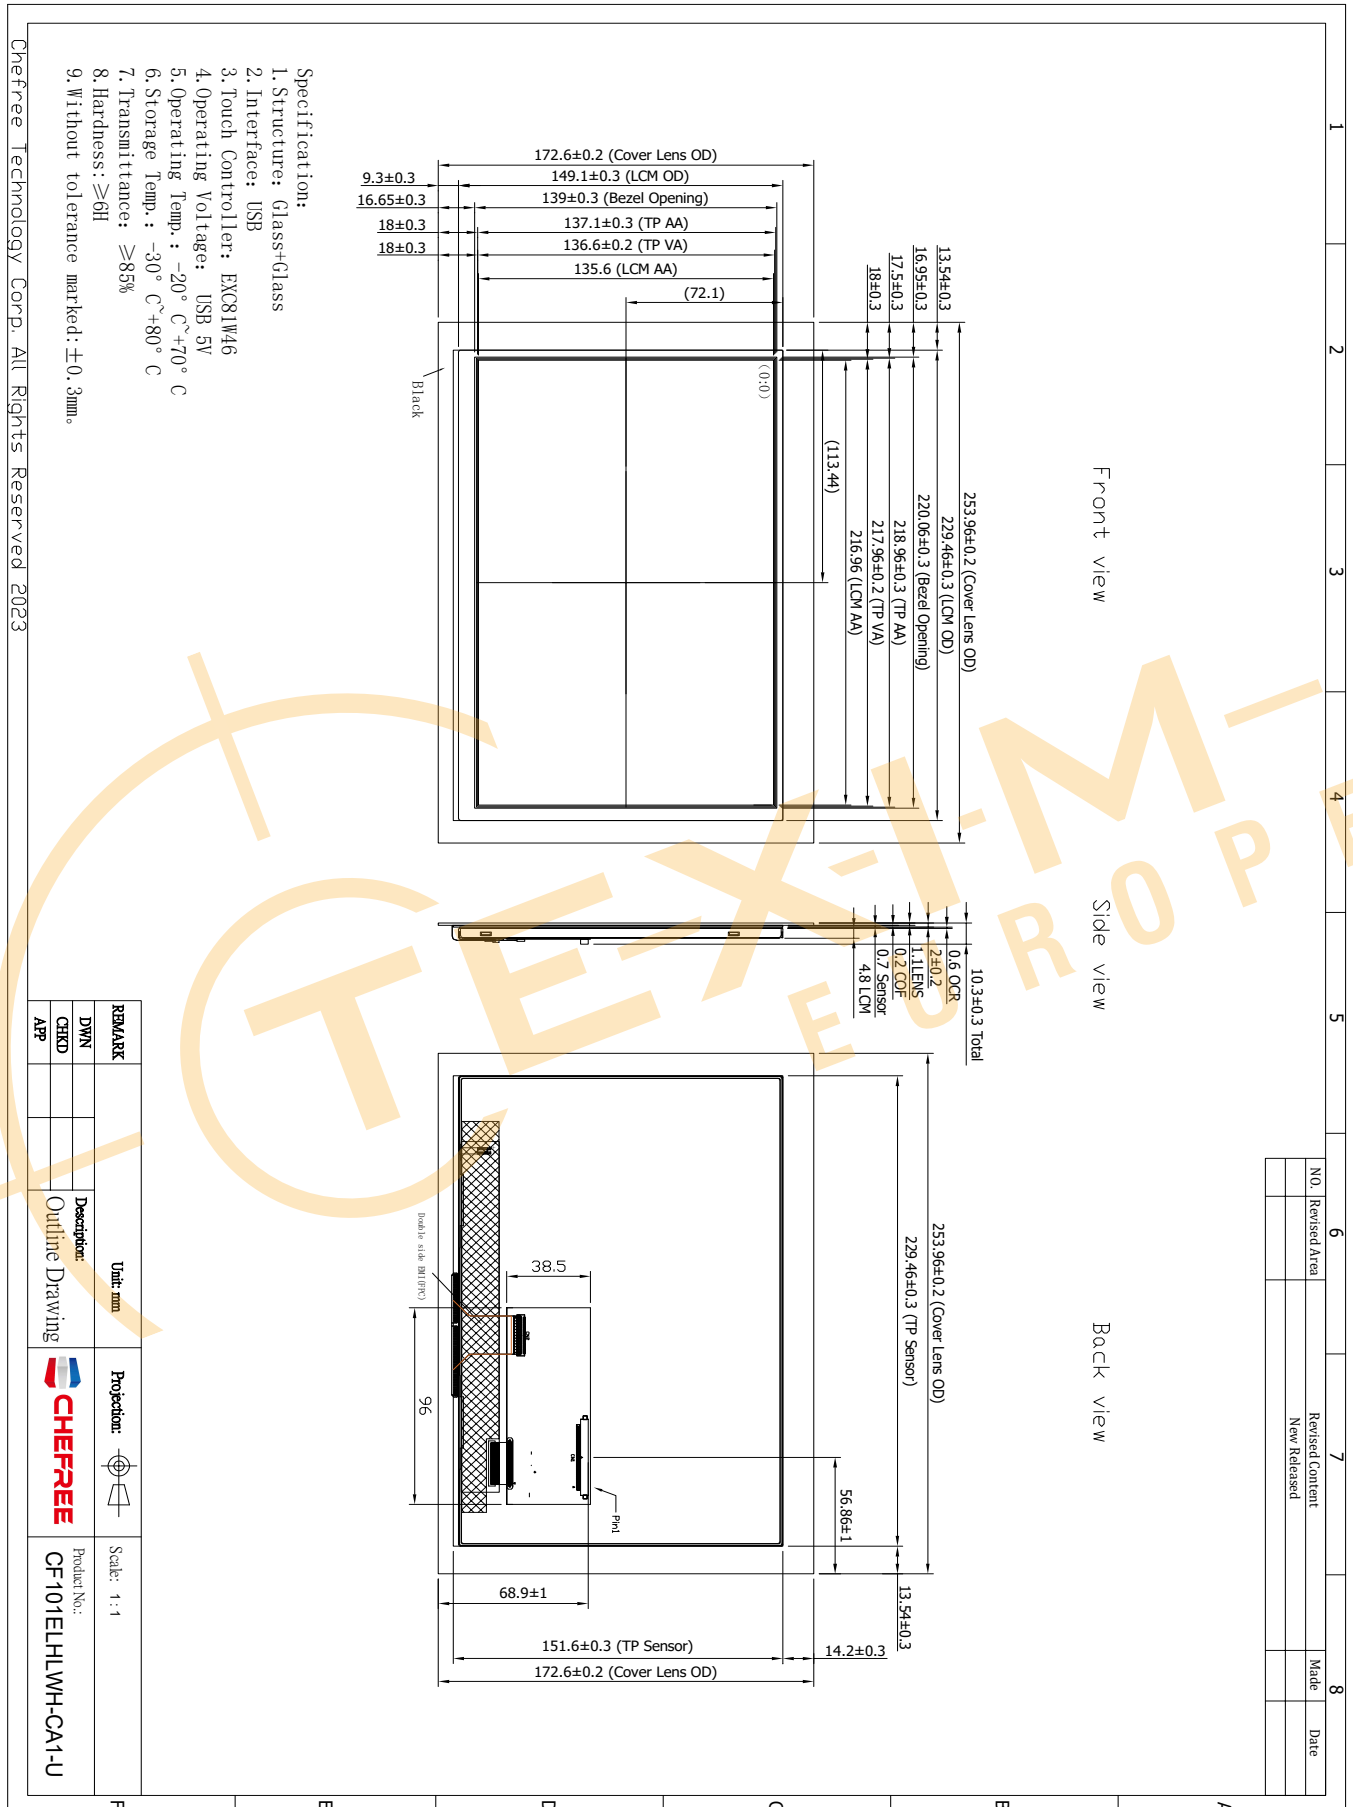 1
2
3
4
5
6
7
8
NO.
Revised Area
Revised Content
Made
Date
New Released
Front view
Side view
Back view
253.96±0.2 (Cover Lens OD)
229.46±0.3 (LCM OD)
220.06±0.3 (Bezel Opening)
218.96±0.3 (TP AA)
217.96±0.2 (TP VA)
216.96 (LCM AA)
(113.44)
13.54±0.3
16.95±0.3
17.5±0.3
18±0.3
172.6±0.2 (Cover Lens OD)
149.1±0.3 (LCM OD)
139±0.3 (Bezel Opening)
137.1±0.3 (TP AA)
136.6±0.2 (TP VA)
135.6 (LCM AA)
(72.1)
9.3±0.3
16.65±0.3
18±0.3
18±0.3
(0:0)
Black
10.3±0.3 Total
0.6 OCR
2±0.2
1.1LENS
0.2 COF
0.7 Sensor
4.8 LCM
253.96±0.2 (Cover Lens OD)
229.46±0.3 (TP Sensor)
56.86±1
13.54±0.3
14.2±0.3
38.5
96
Pin1
68.9±1
151.6±0.3 (TP Sensor)
172.6±0.2 (Cover Lens OD)
Double side EMI(FPC)
Specification:
1.Structure: Glass+Glass
2.Interface: USB
3.Touch Controller: EXC81W46
4.Operating Voltage: USB 5V
5.Operating Temp.: -20° C~+70° C
6.Storage Temp.: -30° C~+80° C
7.Transmittance: ≥85%
8.Hardness: ≥6H
9.Without tolerance marked: ±0.3mm。
REMARK
DWN
CHKD
APP
Unit: mm
Description:
Outline Drawing
Projection:
CHEFREE
Scale: 1:1
Product No.:
CF101ELHLWH-CA1-U
Chefree Technology Corp. All Rights Reserved 2023
TEXIM
EUROPE